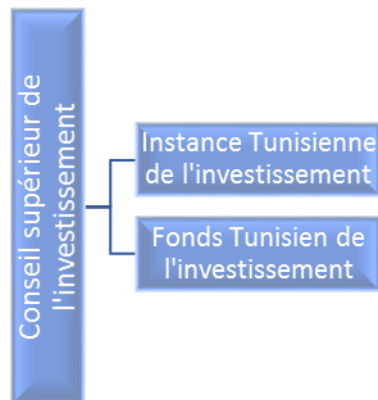 Conseil supérieur de
l'investissement
Instance Tunisienne
de l'investissement
Fonds Tunisien de
l'investissement